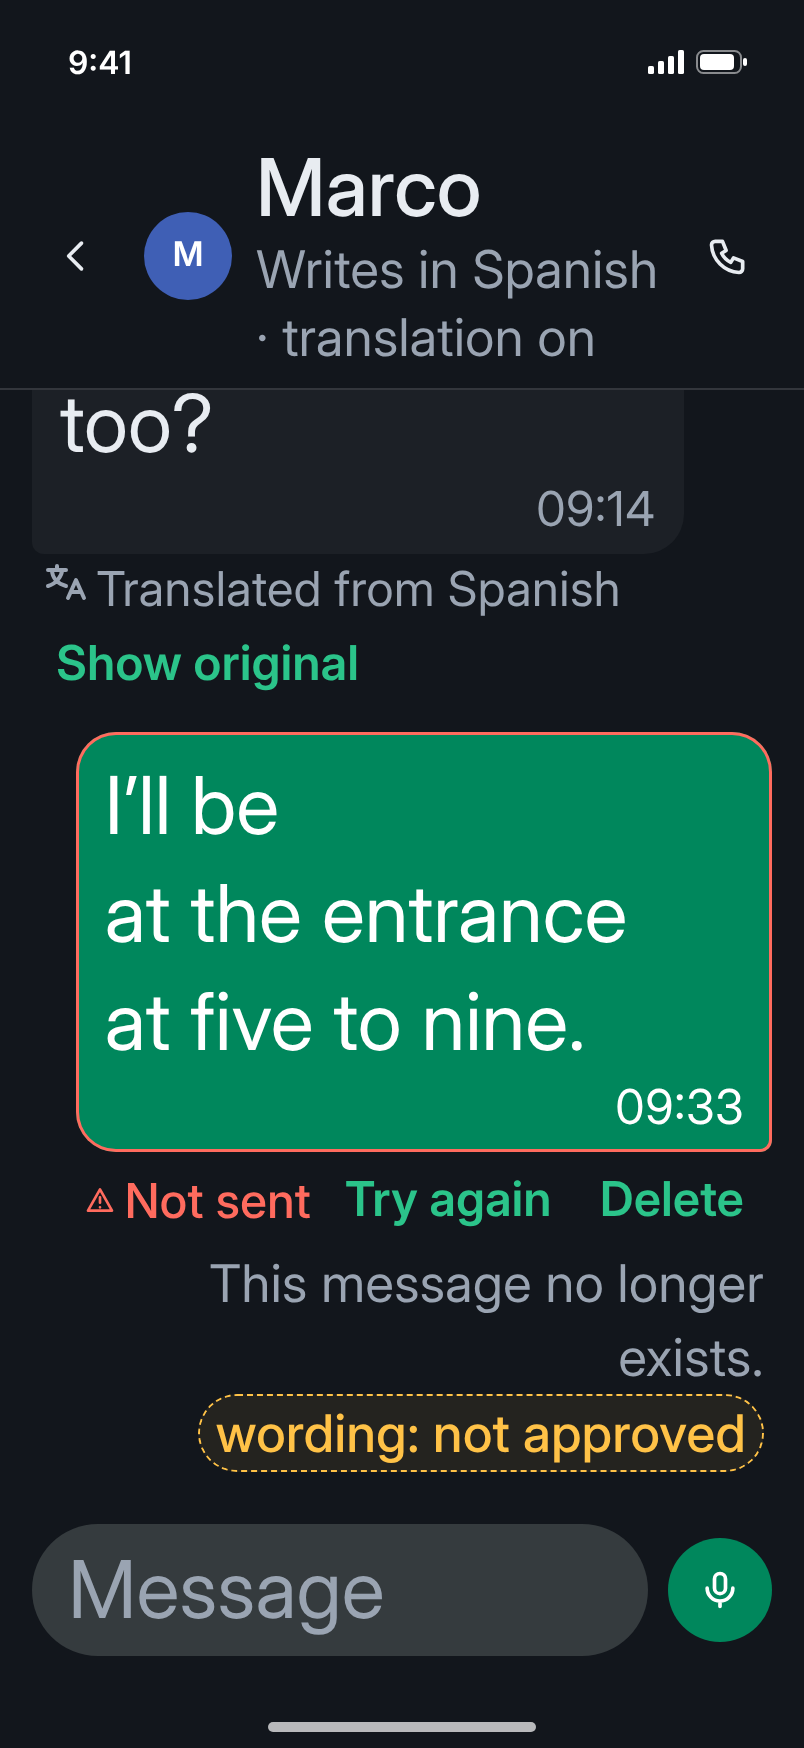 9:41
Marco
M
Writes in Spanish
· translation on
too?
09:14
Translated from Spanish
Show original
I’ll be
at the entrance
at five to nine.
09:33
Not sent Try again Delete
This message no longer
exists.
wording: not approved
Message